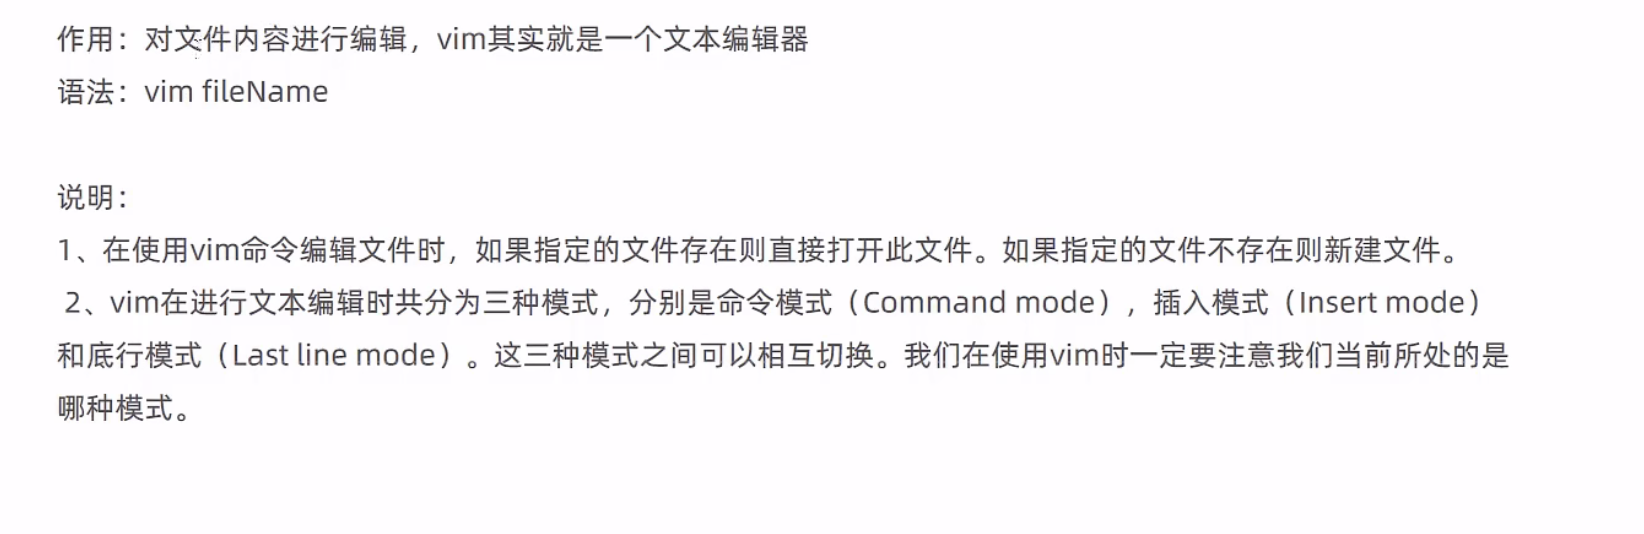 作用：对文件内容进行编辑，vim其实就是一个文本编辑器
语法：vim fileName
说明：
1、在使用vim命令编辑文件时，如果指定的文件存在则直接打开此文件。如果指定的文件不存在则新建文件。
2、vim在进行文本编辑时共分为三种模式，分别是命令模式（Command mode），插入模式（Insert mode）
和底行模式（Last line mode）。这三种模式之间可以相互切换。我们在使用vim时一定要注意我们当前所处的是
哪种模式。